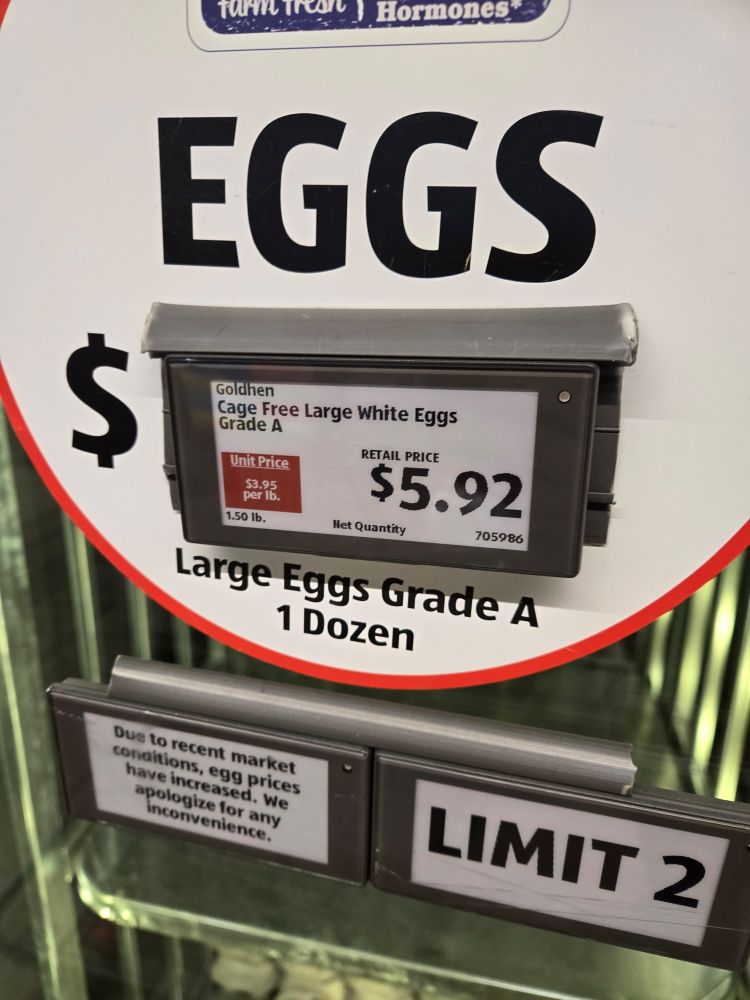 farm fresh Hormones*
EGGS
$
Goldhen
Cage Free Large White Eggs
Grade A
Unit Price
$3.95
per lb.
RETAIL PRICE
$5.92
1.50 lb.
Net Quantity
705986
Large Eggs Grade A
1 Dozen
Due to recent market
conditions, egg prices
have increased. We
apologize for any
inconvenience.
LIMIT 2